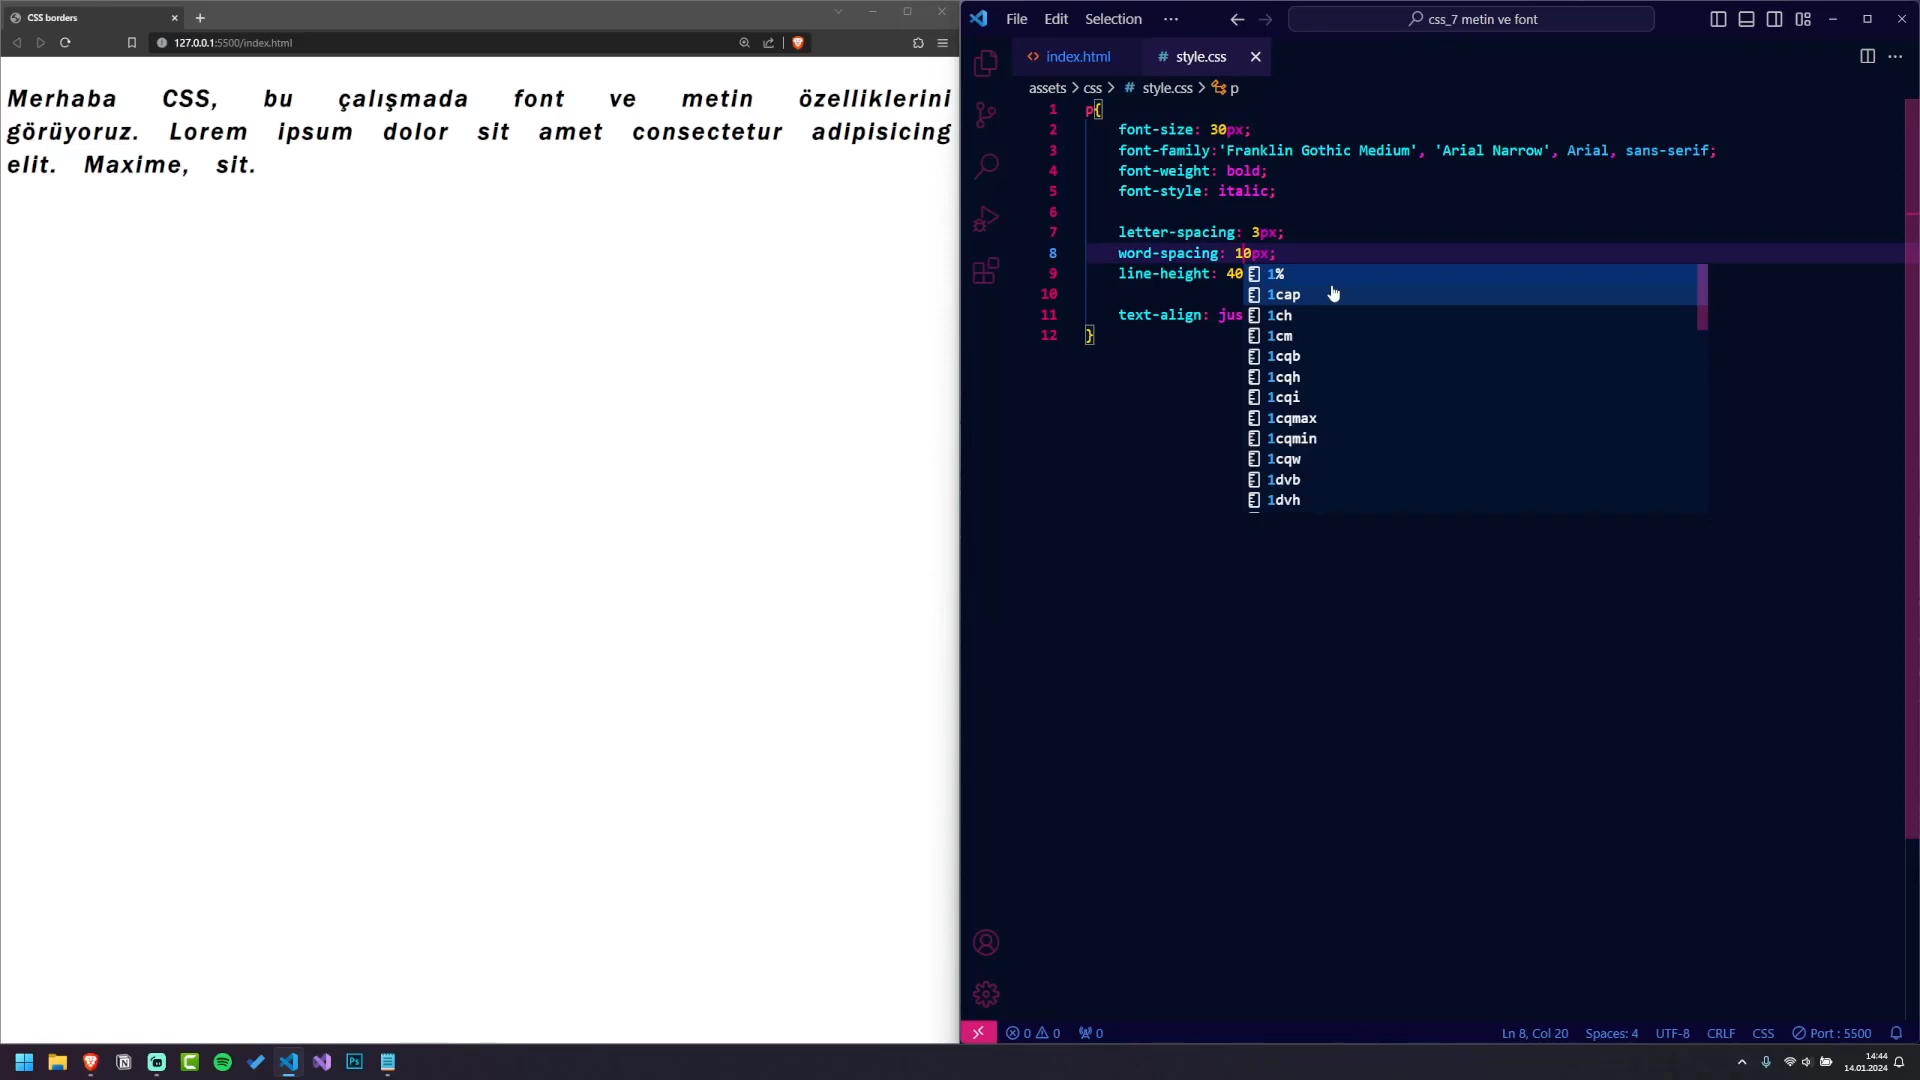 CSS borders
127.0.0.1:5500/index.html
Merhaba CSS, bu çalışmada font ve metin özelliklerini
görüyoruz. Lorem ipsum dolor sit amet consectetur adipisicing
elit. Maxime, sit.
File Edit Selection ···
css_7 metin ve font
index.html
# style.css
assets > css > # style.css > p
1 p{
2 font-size: 30px;
3 font-family:'Franklin Gothic Medium', 'Arial Narrow', Arial, sans-serif;
4 font-weight: bold;
5 font-style: italic;
6
7 letter-spacing: 3px;
8 word-spacing: 10px;
9 line-height: 40
10
11 text-align: jus
12 }
1%
1cap
1ch
1cm
1cqb
1cqh
1cqi
1cqmax
1cqmin
1cqw
1dvb
1dvh
0 0 0
Ln 8, Col 20 Spaces: 4 UTF-8 CRLF CSS Port : 5500
Ps
14:44
14.01.2024